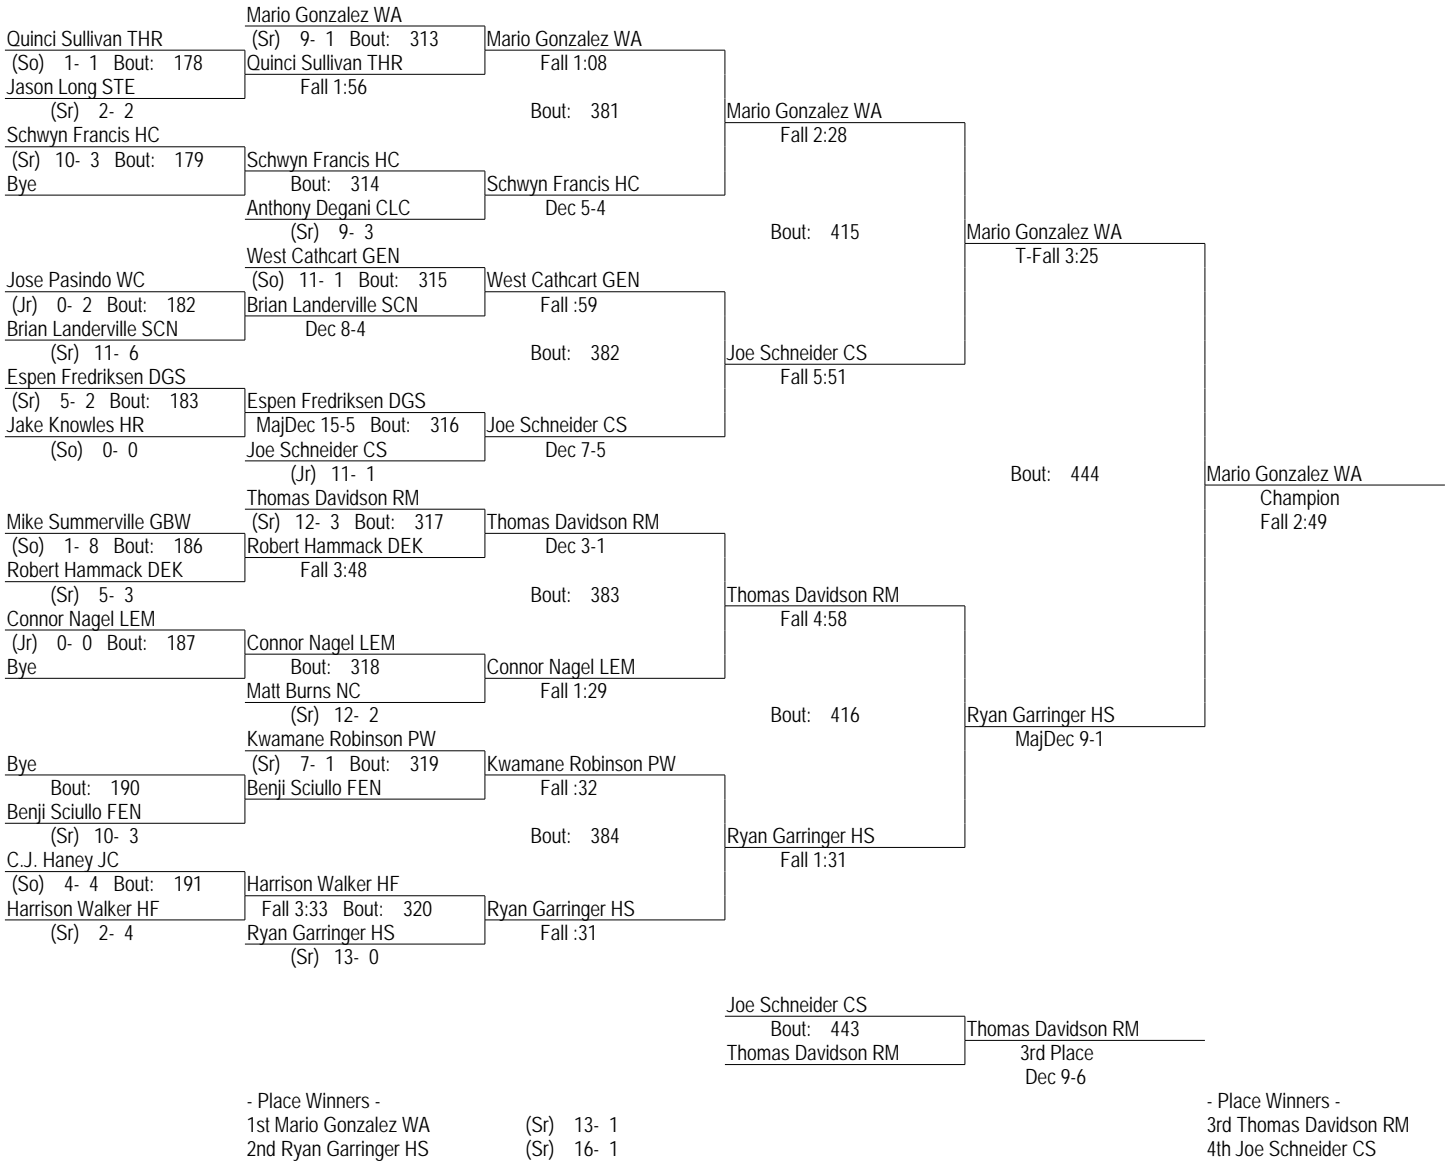 Mario Gonzalez WA
Quinci Sullivan THR (Sr) 9- 1 Bout: 313 Mario Gonzalez WA
(So) 1- 1 Bout: 178 Quinci Sullivan THR Fall 1:08
Jason Long STE Fall 1:56
(Sr) 2- 2 Bout: 381 Mario Gonzalez WA
Schwyn Francis HC Fall 2:28
(Sr) 10- 3 Bout: 179 Schwyn Francis HC
Bye Bout: 314 Schwyn Francis HC
Anthony Degani CLC Dec 5-4
(Sr) 9- 3 Bout: 415 Mario Gonzalez WA
West Cathcart GEN T-Fall 3:25
Jose Pasindo WC (So) 11- 1 Bout: 315 West Cathcart GEN
(Jr) 0- 2 Bout: 182 Brian Landerville SCN Fall :59
Brian Landerville SCN Dec 8-4
(Sr) 11- 6 Bout: 382 Joe Schneider CS
Espen Fredriksen DGS Fall 5:51
(Sr) 5- 2 Bout: 183 Espen Fredriksen DGS
Jake Knowles HR MajDec 15-5 Bout: 316 Joe Schneider CS
(So) 0- 0 Joe Schneider CS Dec 7-5
(Jr) 11- 1 Bout: 444 Mario Gonzalez WA
Thomas Davidson RM Champion
Mike Summerville GBW (Sr) 12- 3 Bout: 317 Thomas Davidson RM Fall 2:49
(So) 1- 8 Bout: 186 Robert Hammack DEK Dec 3-1
Robert Hammack DEK Fall 3:48
(Sr) 5- 3 Bout: 383 Thomas Davidson RM
Connor Nagel LEM Fall 4:58
(Jr) 0- 0 Bout: 187 Connor Nagel LEM
Bye Bout: 318 Connor Nagel LEM
Matt Burns NC Fall 1:29
(Sr) 12- 2 Bout: 416 Ryan Garringer HS
Kwamane Robinson PW MajDec 9-1
Bye (Sr) 7- 1 Bout: 319 Kwamane Robinson PW
Bout: 190 Benji Sciullo FEN Fall :32
Benji Sciullo FEN
(Sr) 10- 3 Bout: 384 Ryan Garringer HS
C.J. Haney JC Fall 1:31
(So) 4- 4 Bout: 191 Harrison Walker HF
Harrison Walker HF Fall 3:33 Bout: 320 Ryan Garringer HS
(Sr) 2- 4 Ryan Garringer HS Fall :31
(Sr) 13- 0
Joe Schneider CS
Bout: 443 Thomas Davidson RM
Thomas Davidson RM 3rd Place
Dec 9-6
- Place Winners - - Place Winners -
1st Mario Gonzalez WA (Sr) 13- 1 3rd Thomas Davidson RM
2nd Ryan Garringer HS (Sr) 16- 1 4th Joe Schneider CS